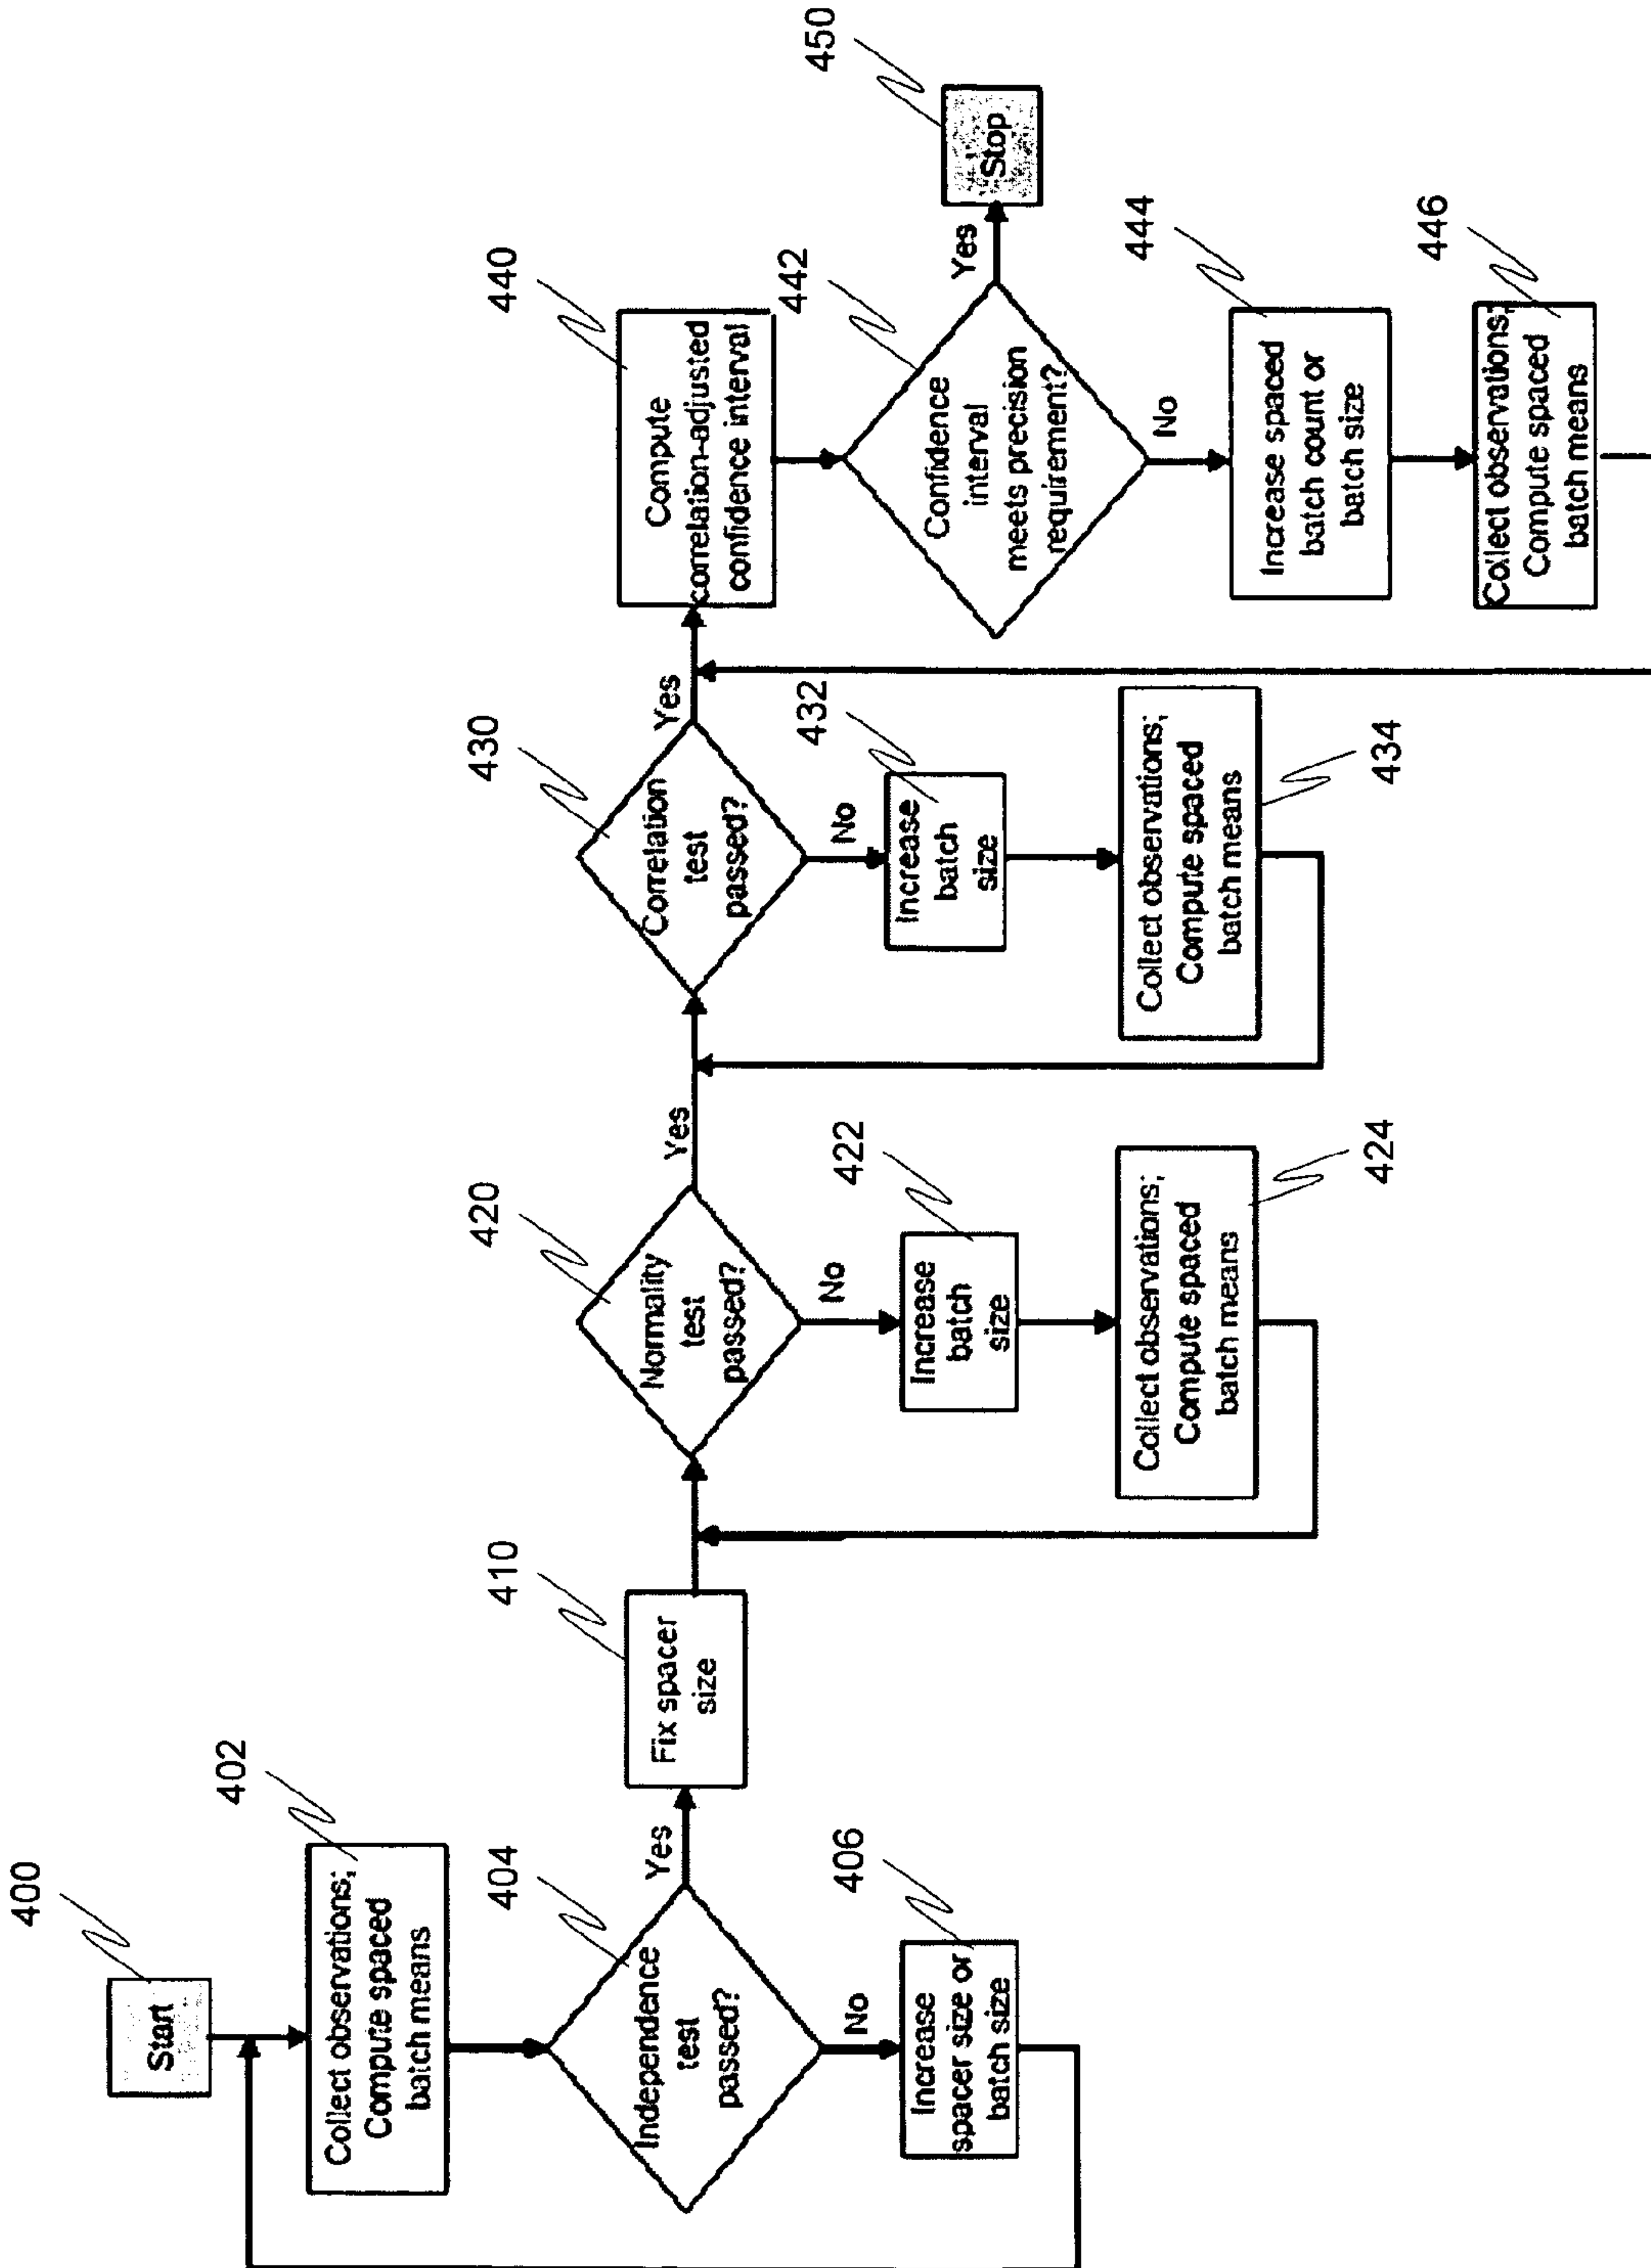 400
Start
402
Collect observations;
Compute spaced
batch means
404
Independence
test
passed?
Yes
No
406
Increase
spacer size or
batch size
410
Fix spacer
size
420
Normality
test
passed?
Yes
No
422
Increase
batch
size
424
Collect observations;
Compute spaced
batch means
430
Correlation
test
passed?
Yes
No
432
Increase
batch
size
434
Collect observations;
Compute spaced
batch means
440
Compute
correlation-adjusted
confidence interval
442
Confidence
interval
meets precision
requirement?
Yes
No
450
Stop
444
Increase spaced
batch count or
batch size
446
Collect observations;
Compute spaced
batch means